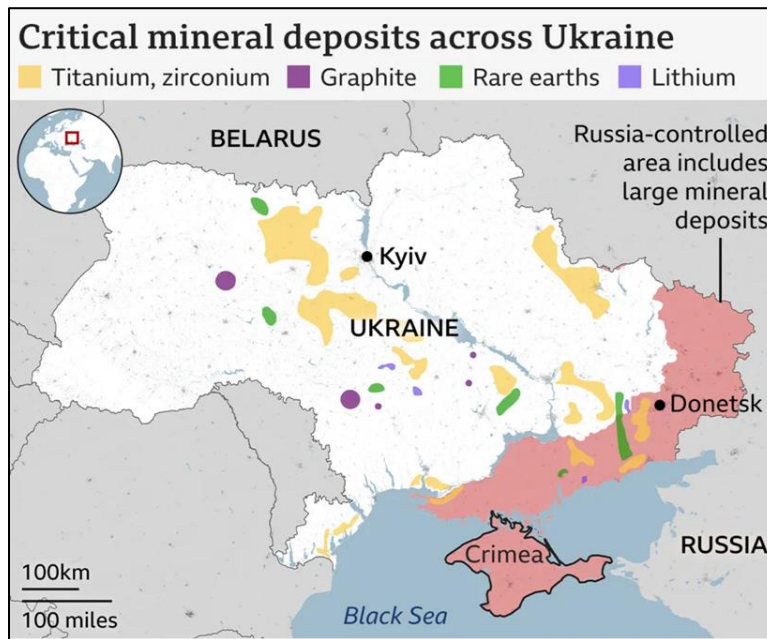 Critical mineral deposits across Ukraine
Titanium, zirconium Graphite Rare earths Lithium
BELARUS
Russia-controlled
area includes
large mineral
deposits
Kyiv
UKRAINE
Donetsk
Crimea
RUSSIA
100km
100 miles
Black Sea